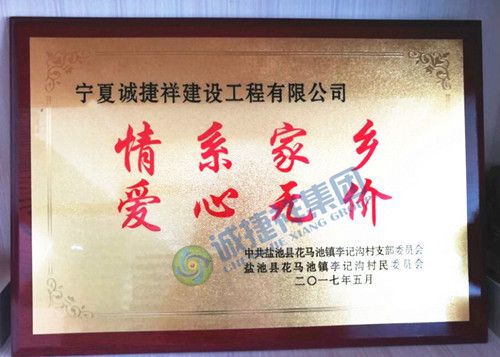 宁夏诚捷祥建设工程有限公司
情系家乡
爱心无价
诚捷祥集团
中共盐池县花马池镇李记沟村支部委员会
盐池县花马池镇李记沟村民委员会
二〇一七年五月